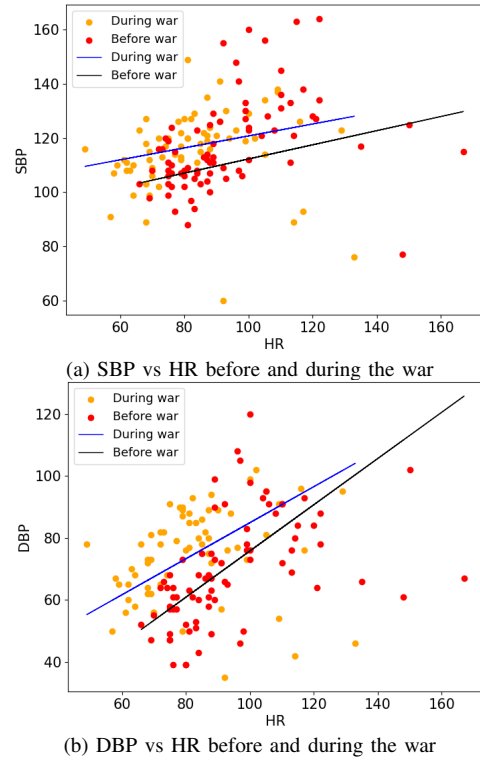 During war
Before war
During war
Before war
160
140
120
100
80
60
SBP
60 80 100 120 140 160
HR
(a) SBP vs HR before and during the war
During war
Before war
During war
Before war
120
100
80
60
40
DBP
60 80 100 120 140 160
HR
(b) DBP vs HR before and during the war